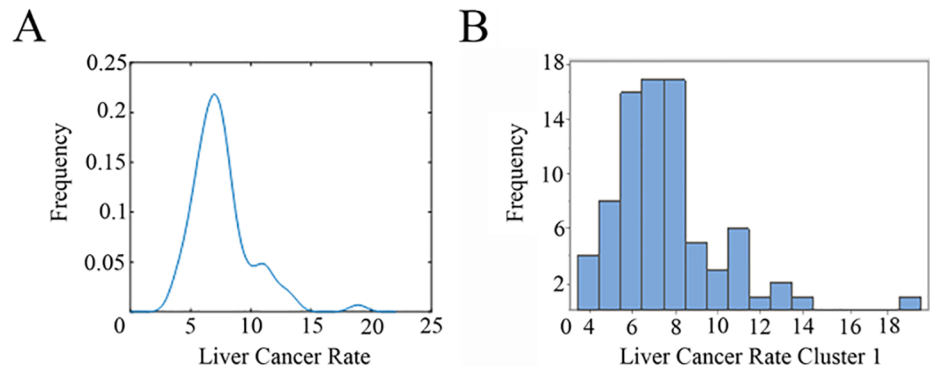 A
B
0.25
0.2
0.15
0.1
0.05
Frequency
0 5 10 15 20 25
Liver Cancer Rate
18
14
10
6
2
Frequency
0 4 6 8 10 12 14 16 18
Liver Cancer Rate Cluster 1